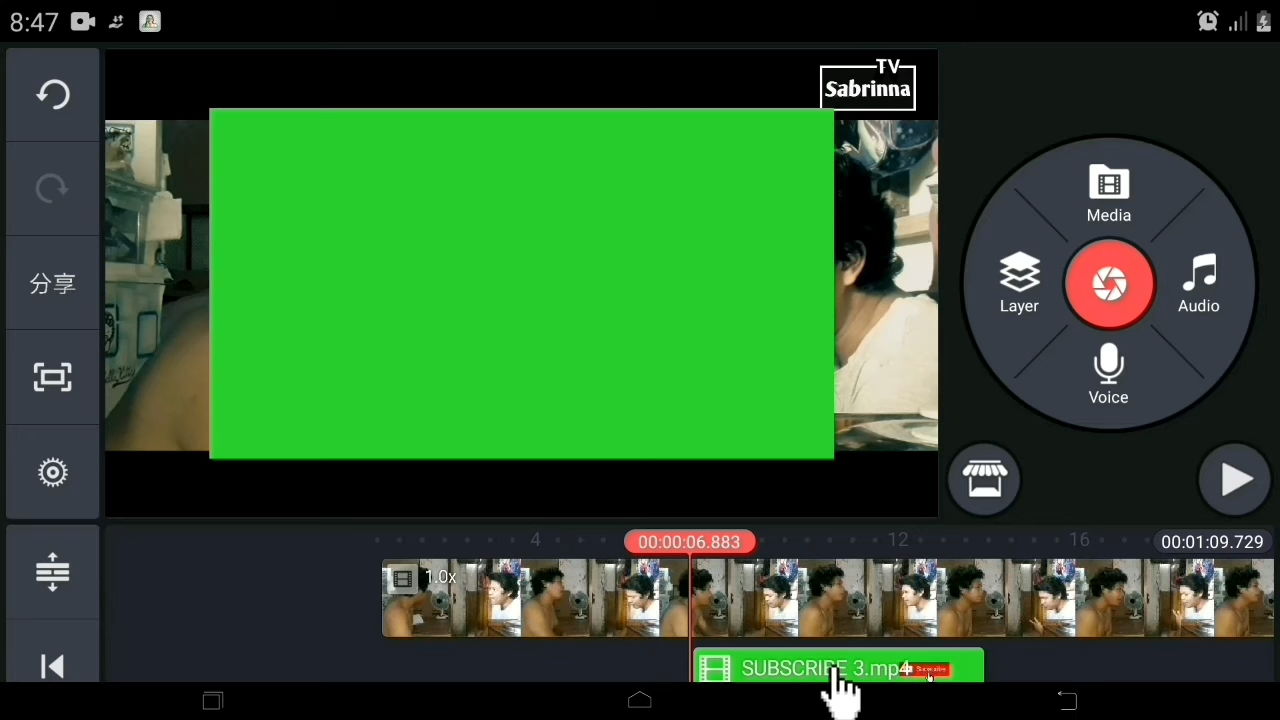 8:47
TV
Sabrinna
分享
Media
Layer
Audio
Voice
4
00:00:06.883
12
16
00:01:09.729
1.0x
SUBSCRIBE 3.mp4